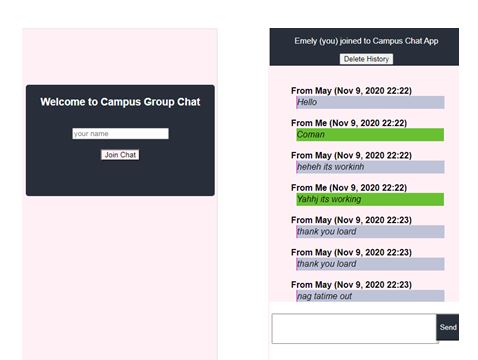 Welcome to Campus Group Chat
your name
Join Chat
Emely (you) joined to Campus Chat App
Delete History
From May (Nov 9, 2020 22:22)
Hello
From Me (Nov 9, 2020 22:22)
Coman
From May (Nov 9, 2020 22:22)
heheh its workinh
From Me (Nov 9, 2020 22:22)
Yahhj its working
From May (Nov 9, 2020 22:23)
thank you loard
From May (Nov 9, 2020 22:23)
thank you loard
From May (Nov 9, 2020 22:23)
nag tatime out
Send